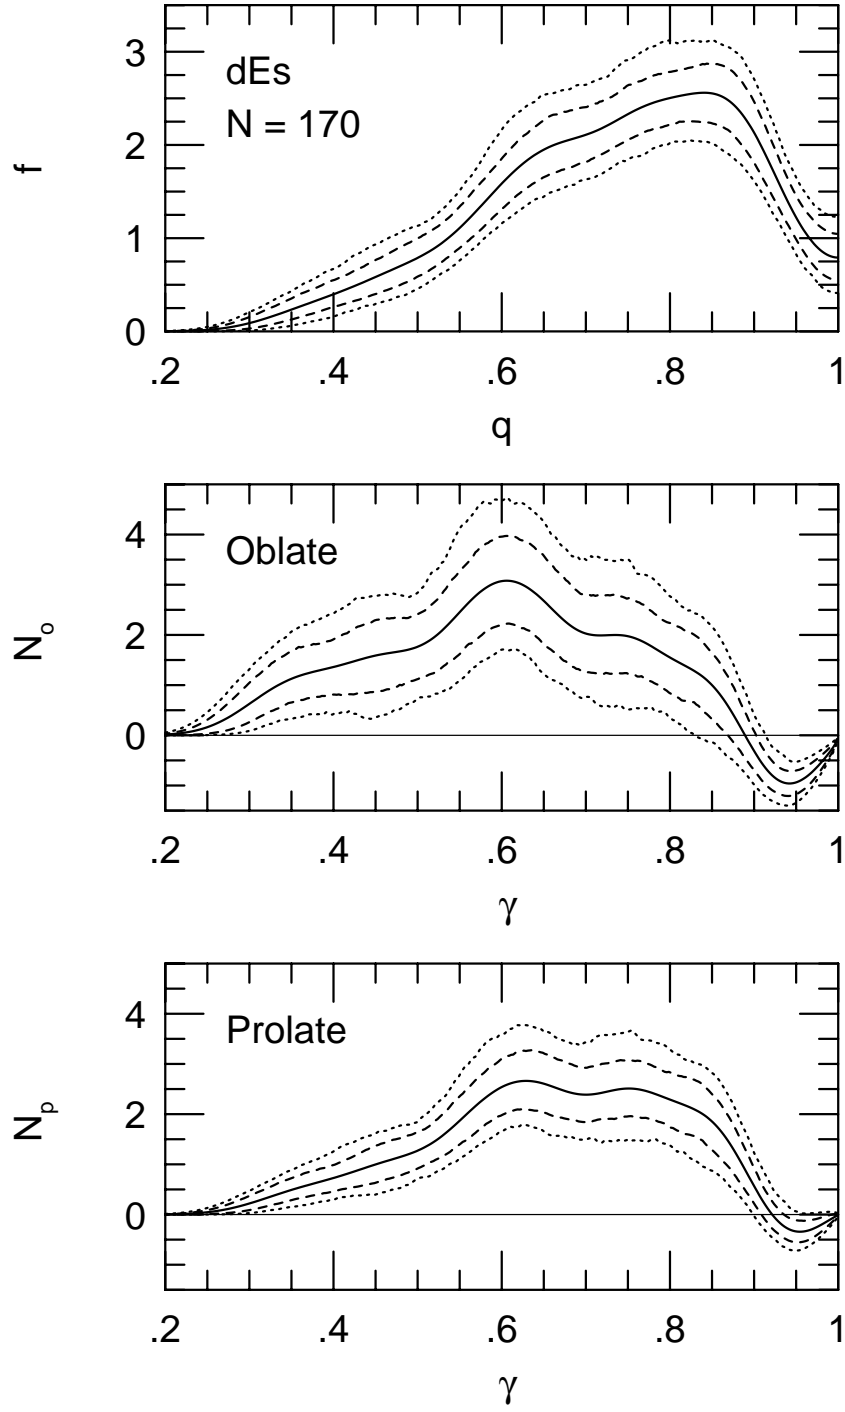 3
dEs
N = 170
2
f
1
0
.2 .4 .6 .8 1
q
4
Oblate
N_o
2
0
.2 .4 .6 .8 1
γ
4
Prolate
N_p
2
0
.2 .4 .6 .8 1
γ